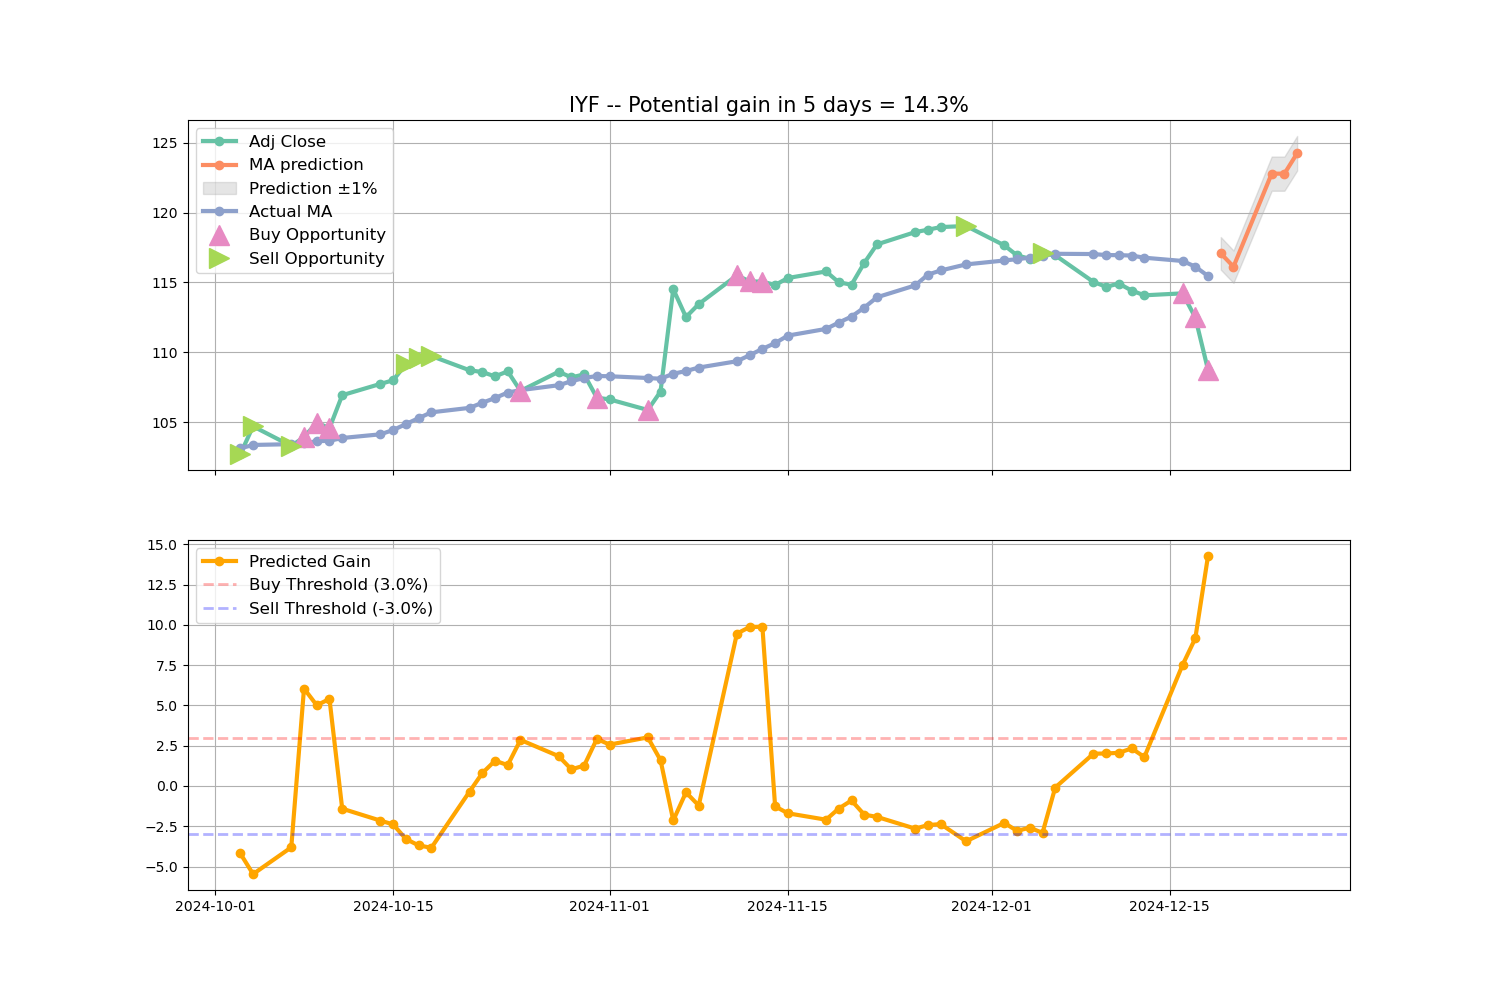 IYF -- Potential gain in 5 days = 14.3%
125
120
115
110
105
Adj Close
MA prediction
Prediction ±1%
Actual MA
Buy Opportunity
Sell Opportunity
15.0
12.5
10.0
7.5
5.0
2.5
0.0
−2.5
−5.0
Predicted Gain
Buy Threshold (3.0%)
Sell Threshold (-3.0%)
2024-10-01 2024-10-15 2024-11-01 2024-11-15 2024-12-01 2024-12-15